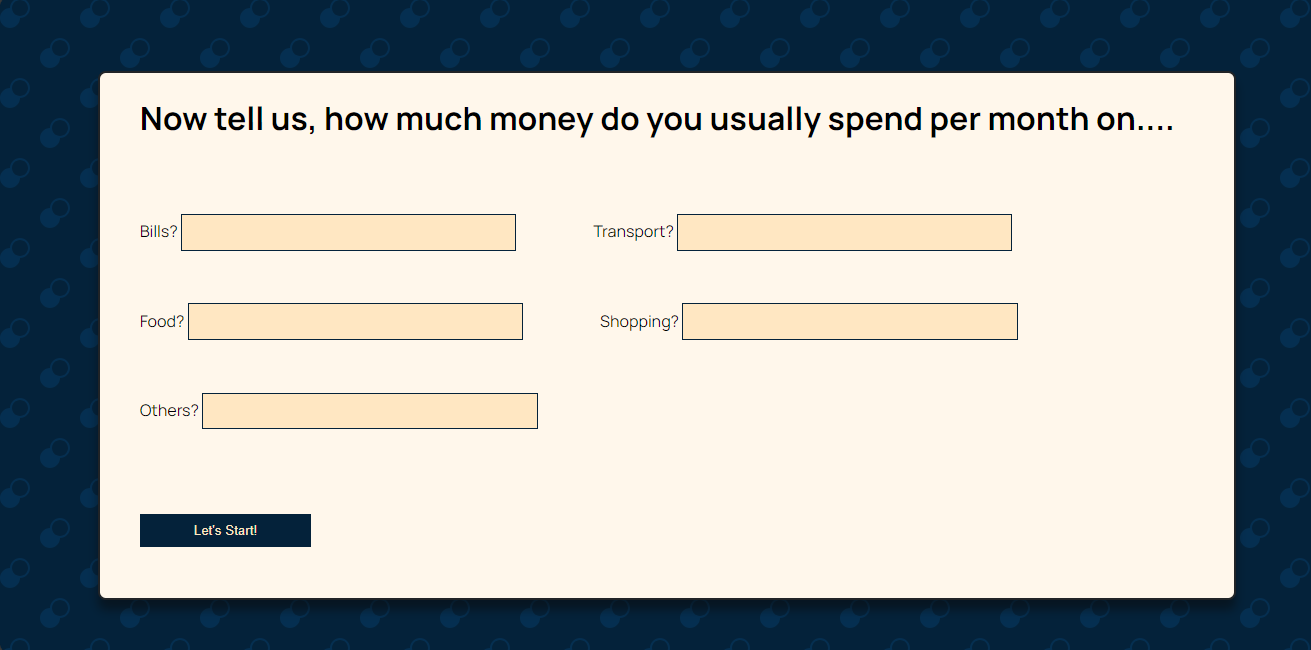 Now tell us, how much money do you usually spend per month on....
Bills? Transport?
Food? Shopping?
Others?
Let's Start!